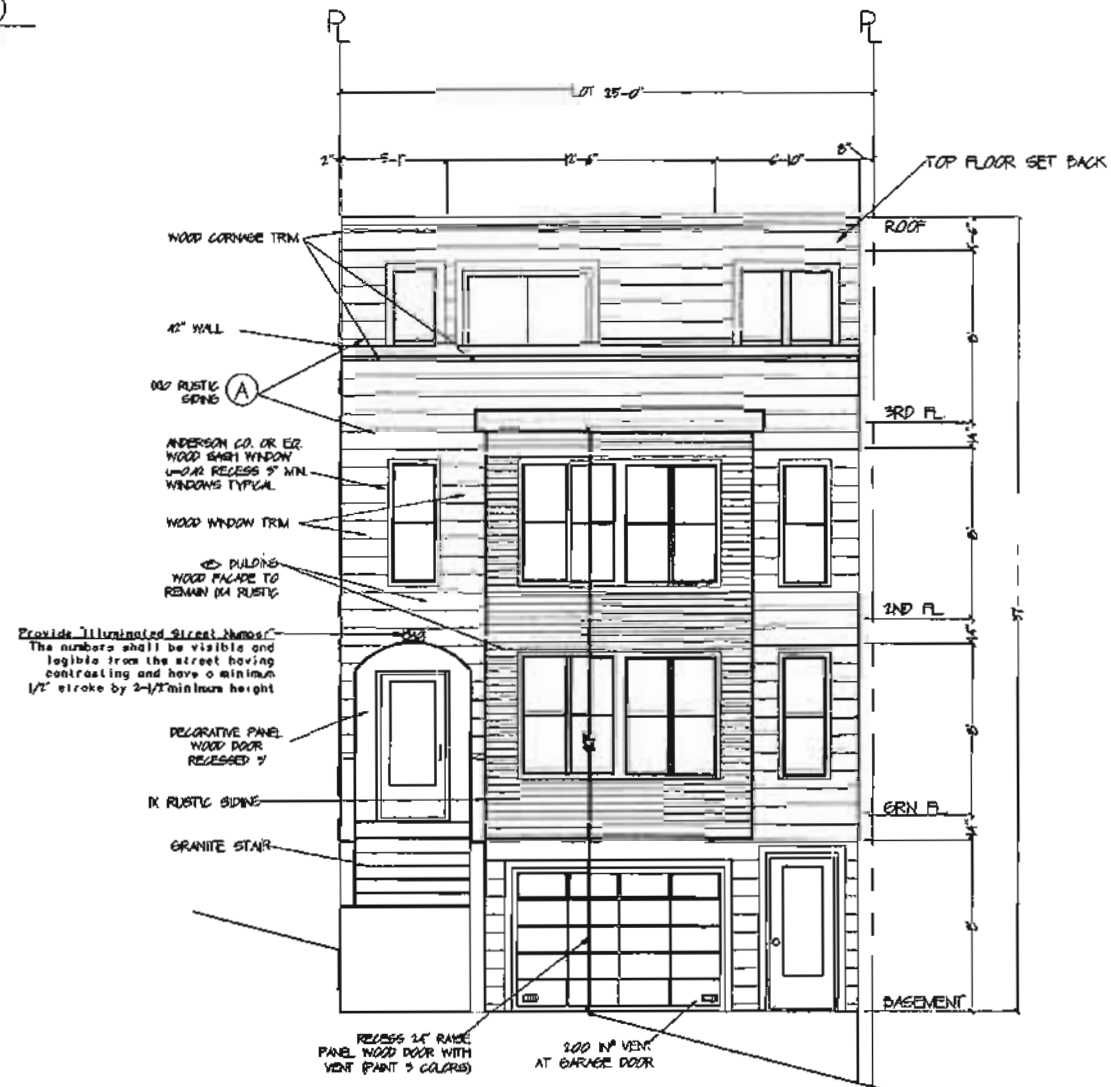 PL
PL
LOT 25'-0"
2"
5'-1"
12'-6"
6'-10"
8"
TOP FLOOR SET BACK
ROOF
WOOD CORNAGE TRIM
42" WALL
RUSTIC
SIDING
A
3RD FL.
ANDERSON CO. OR EQ.
WOOD SASH WINDOW
RECESS 3" MIN.
WINDOWS TYPICAL
WOOD WINDOW TRIM
(E) BUILDING
WOOD FACADE TO
REMAIN RUSTIC
2ND FL.
Provide "Illuminated Street Number"
The numbers shall be visible and
legible from the street having
contrasting and have a minimum
1/2" stroke by 2-1/2" minimum height
DECORATIVE PANEL
WOOD DOOR
RECESSED
1X RUSTIC SIDING
GRN FL
GRANITE STAIR
BASEMENT
RECESS 24" RAISE
PANEL WOOD DOOR WITH
VENT (PAINT 3 COLORS)
200 IN² VENT
AT GARAGE DOOR